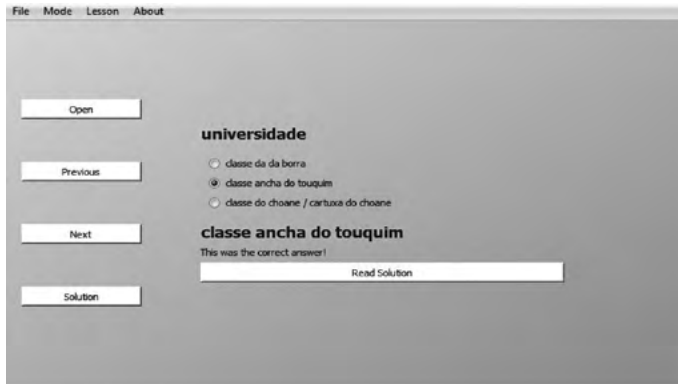 File Mode Lesson About
Open
Previous
Next
Solution
universidade
classe da da borra
classe ancha do touquim
classe do choane / cartuxa do choane
classe ancha do touquim
This was the correct answer!
Read Solution